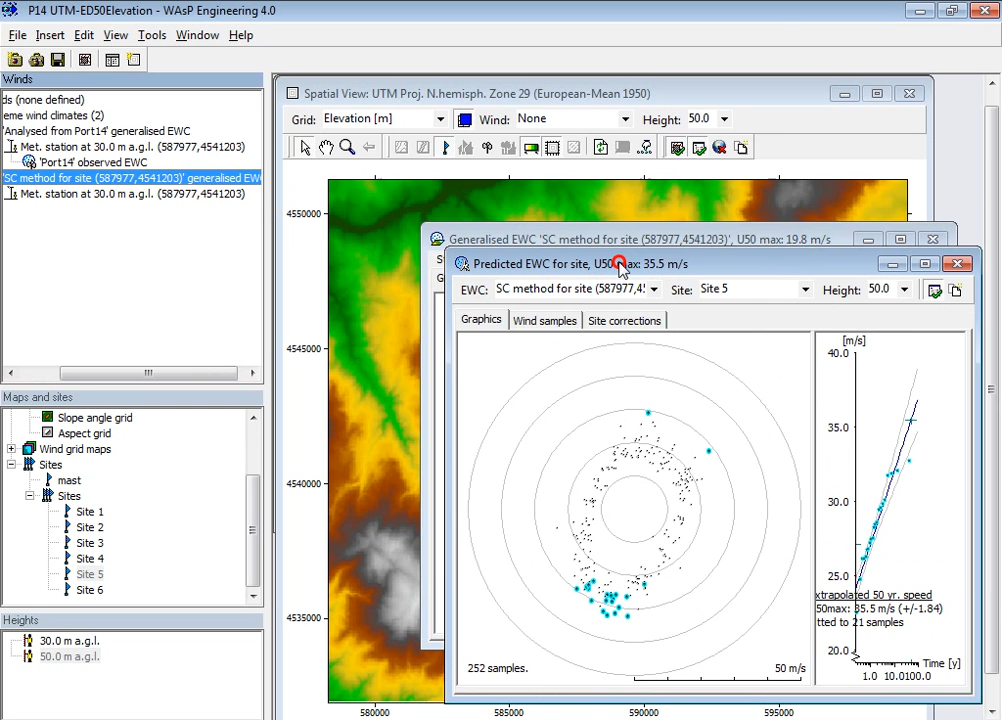 P14 UTM-ED50Elevation - WAsP Engineering 4.0
File Insert Edit View Tools Window Help
Winds
ds (none defined)
eme wind climates (2)
'Analysed from Port14' generalised EWC
Met. station at 30.0 m a.g.l. (587977,4541203)
'Port14' observed EWC
'SC method for site (587977,4541203)' generalised EWC
Met. station at 30.0 m a.g.l. (587977,4541203)
Maps and sites
Slope angle grid
Aspect grid
Wind grid maps
Sites
mast
Sites
Site 1
Site 2
Site 3
Site 4
Site 5
Site 6
Heights
30.0 m a.g.l.
50.0 m a.g.l.
Spatial View: UTM Proj. N.hemisph. Zone 29 (European-Mean 1950)
Grid: Elevation [m] Wind: None Height: 50.0
4550000
4545000
4540000
4535000
580000 585000 590000 595000
Generalised EWC 'SC method for site (587977,4541203)', U50 max: 19.8 m/s
Predicted EWC for site, U50 max: 35.5 m/s
EWC: SC method for site (587977,4! Site: Site 5 Height: 50.0
Graphics Wind samples Site corrections
252 samples. 50 m/s
[m/s]
40.0
35.0
30.0
25.0
xtrapolated 50 yr. speed
50max: 35.5 m/s (+/-1.84)
tted to 21 samples
20.0
Time [y]
1.0 10.0 100.0